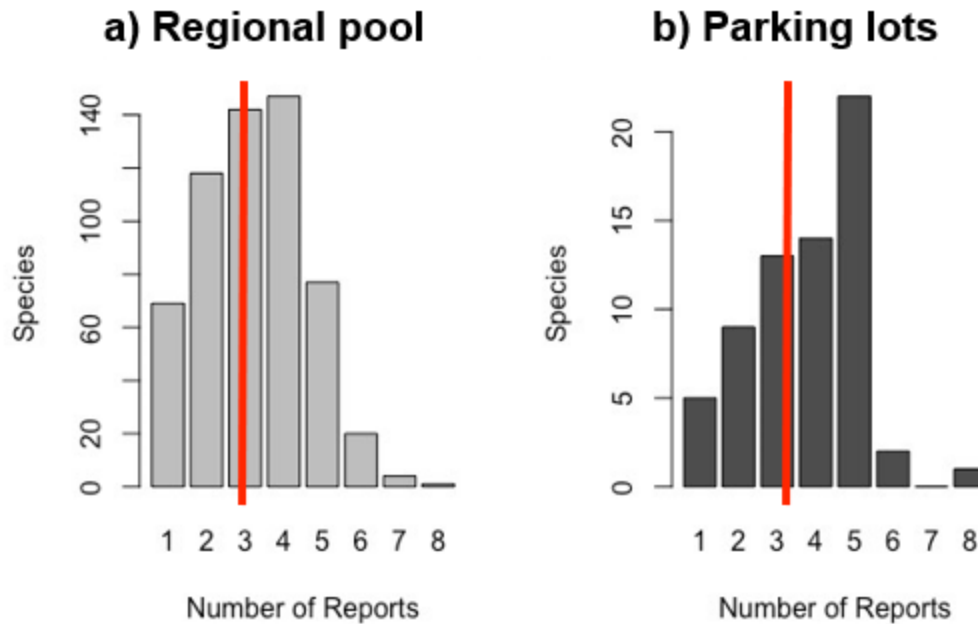 a) Regional pool
Species
0
20
60
100
140
1 2 3 4 5 6 7 8
Number of Reports
b) Parking lots
Species
0
5
10
15
20
1 2 3 4 5 6 7 8
Number of Reports